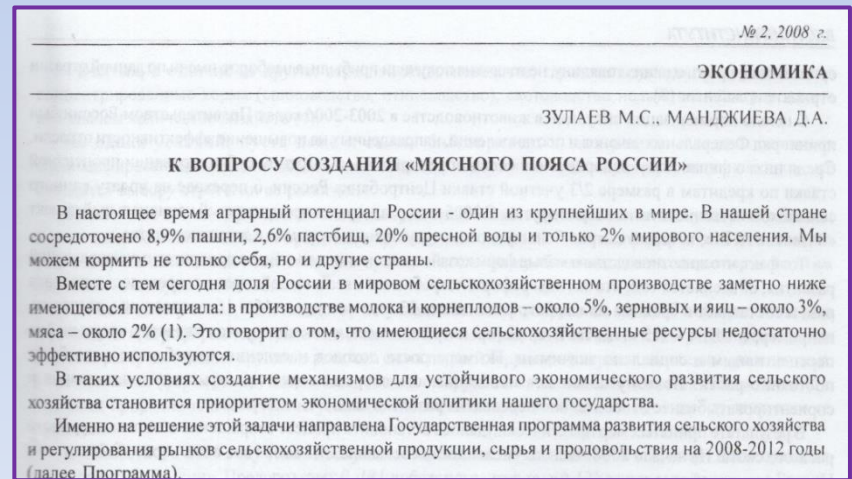 № 2, 2008 г.
ЭКОНОМИКА
ЗУЛАЕВ М.С., МАНДЖИЕВА Д.А.
К ВОПРОСУ СОЗДАНИЯ «МЯСНОГО ПОЯСА РОССИИ»
В настоящее время аграрный потенциал России - один из крупнейших в мире. В нашей стране
сосредоточено 8,9% пашни, 2,6% пастбищ, 20% пресной воды и только 2% мирового населения. Мы
можем кормить не только себя, но и другие страны.
Вместе с тем сегодня доля России в мировом сельскохозяйственном производстве заметно ниже
имеющегося потенциала: в производстве молока и корнеплодов – около 5%, зерновых и яиц – около 3%,
мяса – около 2% (1). Это говорит о том, что имеющиеся сельскохозяйственные ресурсы недостаточно
эффективно используются.
В таких условиях создание механизмов для устойчивого экономического развития сельского
хозяйства становится приоритетом экономической политики нашего государства.
Именно на решение этой задачи направлена Государственная программа развития сельского хозяйства
и регулирования рынков сельскохозяйственной продукции, сырья и продовольствия на 2008-2012 годы
(далее Программа).